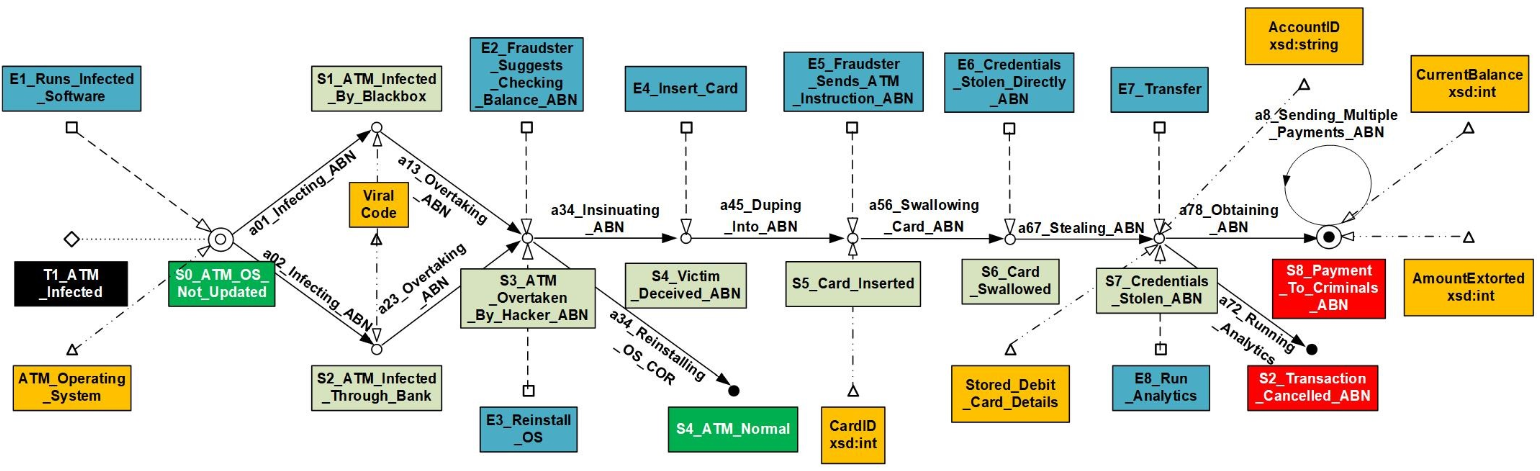 AccountID
xsd:string
E1_Runs_Infected
_Software
S1_ATM_Infected
_By_Blackbox
E2_Fraudster
_Suggests
_Checking
_Balance_ABN
E4_Insert_Card
E5_Fraudster
_Sends_ATM
_Instruction_ABN
E6_Credentials
_Stolen_Directly
_ABN
E7_Transfer
CurrentBalance
xsd:int
a8_Sending_Multiple
_Payments_ABN
a01_Infecting_ABN
Viral
Code
a13_Overtaking
_ABN
a34_Insinuating
_ABN
a45_Duping
_Into_ABN
a56_Swallowing
_Card_ABN
a67_Stealing_ABN
a78_Obtaining
_ABN
T1_ATM
_Infected
S0_ATM_OS_
Not_Updated
a02_Infecting_ABN
a23_Overtaking
_ABN
S3_ATM
_Overtaken
_By_Hacker_ABN
S4_Victim
_Deceived_ABN
S5_Card_Inserted
S6_Card
_Swallowed
S7_Credentials
_Stolen_ABN
S8_Payment
_To_Criminals
_ABN
AmountExtorted
xsd:int
a34_Reinstalling
_OS_COR
a72_Running
_Analytics
ATM_Operating
_System
S2_ATM_Infected
_Through_Bank
E3_Reinstall
_OS
S4_ATM_Normal
CardID
xsd:int
Stored_Debit
_Card_Details
E8_Run
_Analytics
S2_Transaction
_Cancelled_ABN